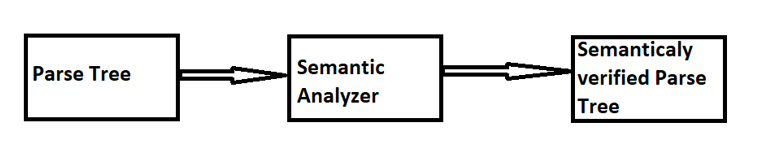 Parse Tree
Semantic
Analyzer
Semanticaly
verified Parse
Tree